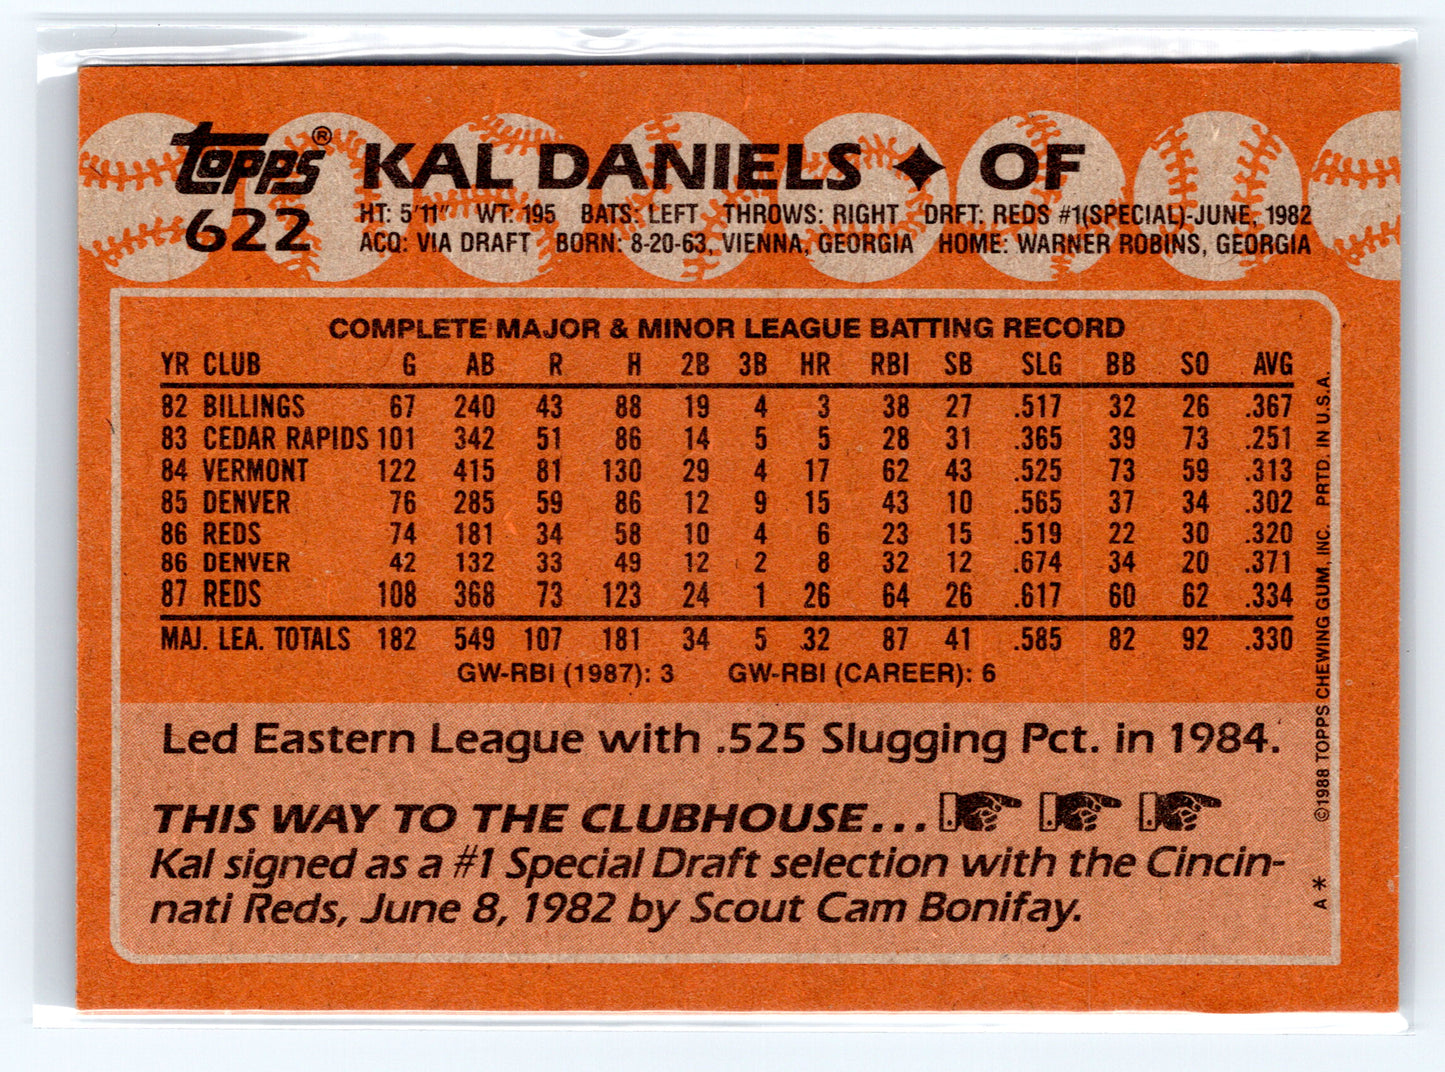 topps® KAL DANIELS ✦ OF
622 HT: 5'11" WT: 195 BATS: LEFT THROWS: RIGHT DRFT: REDS #1(SPECIAL)-JUNE, 1982
ACQ: VIA DRAFT BORN: 8-20-63, VIENNA, GEORGIA HOME: WARNER ROBINS, GEORGIA
COMPLETE MAJOR & MINOR LEAGUE BATTING RECORD
YR CLUB G AB R H 2B 3B HR RBI SB SLG BB SO AVG
82 BILLINGS 67 240 43 88 19 4 3 38 27 .517 32 26 .367
83 CEDAR RAPIDS 101 342 51 86 14 5 5 28 31 .365 39 73 .251
84 VERMONT 122 415 81 130 29 4 17 62 43 .525 73 59 .313
85 DENVER 76 285 59 86 12 9 15 43 10 .565 37 34 .302
86 REDS 74 181 34 58 10 4 6 23 15 .519 22 30 .320
86 DENVER 42 132 33 49 12 2 8 32 12 .674 34 20 .371
87 REDS 108 368 73 123 24 1 26 64 26 .617 60 62 .334
MAJ. LEA. TOTALS 182 549 107 181 34 5 32 87 41 .585 82 92 .330
GW-RBI (1987): 3 GW-RBI (CAREER): 6
Led Eastern League with .525 Slugging Pct. in 1984.
THIS WAY TO THE CLUBHOUSE...
Kal signed as a #1 Special Draft selection with the Cincin-
nati Reds, June 8, 1982 by Scout Cam Bonifay.
A* ©1988 TOPPS CHEWING GUM, INC. PRTD. IN U.S.A.